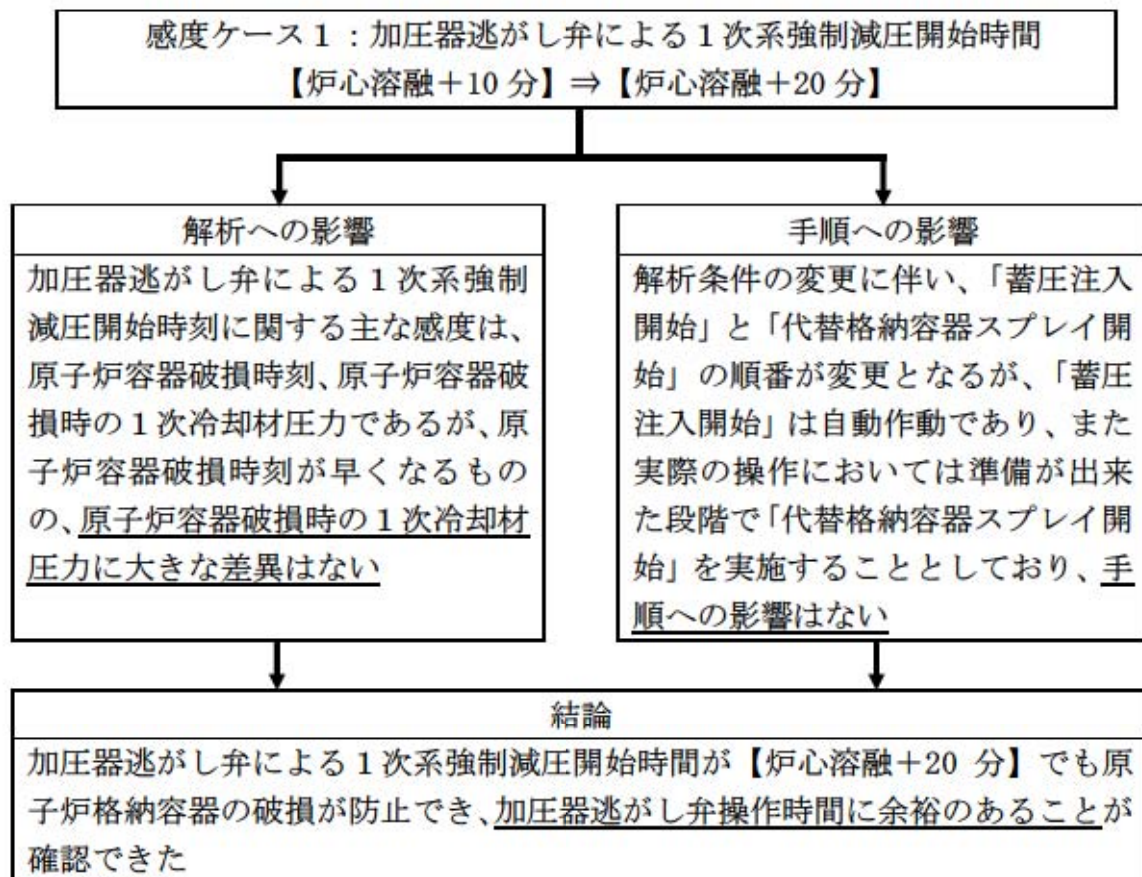 感度ケース１：加圧器逃がし弁による１次系強制減圧開始時間
【炉心溶融＋10 分】⇒【炉心溶融＋20 分】
解析への影響
加圧器逃がし弁による１次系強制
減圧開始時刻に関する主な感度は、
原子炉容器破損時刻、原子炉容器破
損時の１次冷却材圧力であるが、原
子炉容器破損時刻が早くなるもの
の、原子炉容器破損時の１次冷却材
圧力に大きな差異はない
手順への影響
解析条件の変更に伴い、「蓄圧注入
開始」と「代替格納容器スプレイ開
始」の順番が変更となるが、「蓄圧
注入開始」は自動作動であり、また
実際の操作においては準備が出来
た段階で「代替格納容器スプレイ開
始」を実施することとしており、手
順への影響はない
結論
加圧器逃がし弁による１次系強制減圧開始時間が【炉心溶融＋20 分】でも原
子炉格納容器の破損が防止でき、加圧器逃がし弁操作時間に余裕のあることが
確認できた